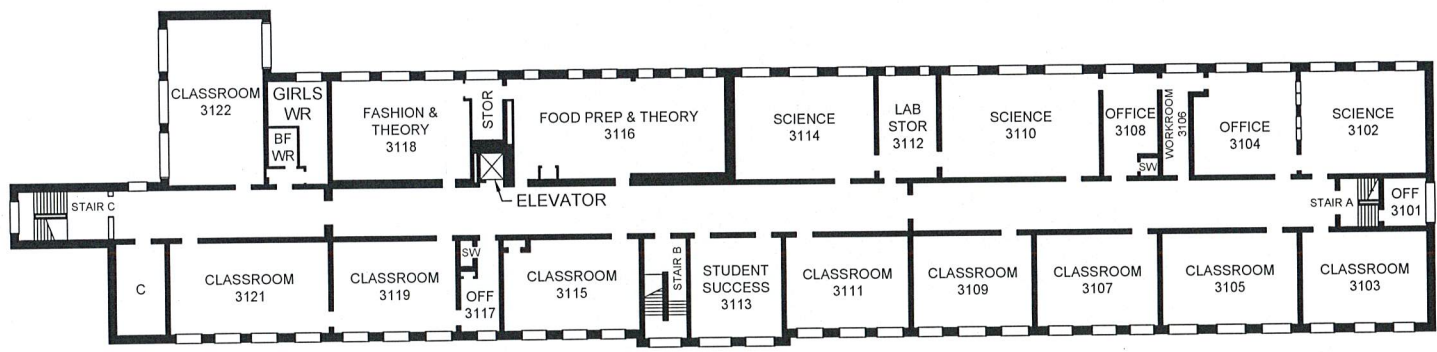 CLASSROOM
3122
GIRLS
WR
BF
WR
FASHION &
THEORY
3118
STOR
FOOD PREP & THEORY
3116
SCIENCE
3114
LAB
STOR
3112
SCIENCE
3110
OFFICE
3108
SW
WORKROOM
3106
OFFICE
3104
SCIENCE
3102
STAIR C
ELEVATOR
STAIR A
OFF
3101
C
CLASSROOM
3121
CLASSROOM
3119
SW
OFF
3117
CLASSROOM
3115
STAIR B
STUDENT
SUCCESS
3113
CLASSROOM
3111
CLASSROOM
3109
CLASSROOM
3107
CLASSROOM
3105
CLASSROOM
3103